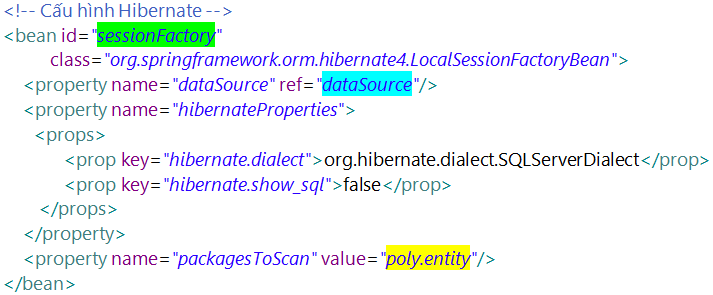 <!-- Cấu hình Hibernate -->
<bean id="sessionFactory"
class="org.springframework.orm.hibernate4.LocalSessionFactoryBean">
<property name="dataSource" ref="dataSource"/>
<property name="hibernateProperties">
<props>
<prop key="hibernate.dialect">org.hibernate.dialect.SQLServerDialect</prop>
<prop key="hibernate.show_sql">false</prop>
</props>
</property>
<property name="packagesToScan" value="poly.entity"/>
</bean>